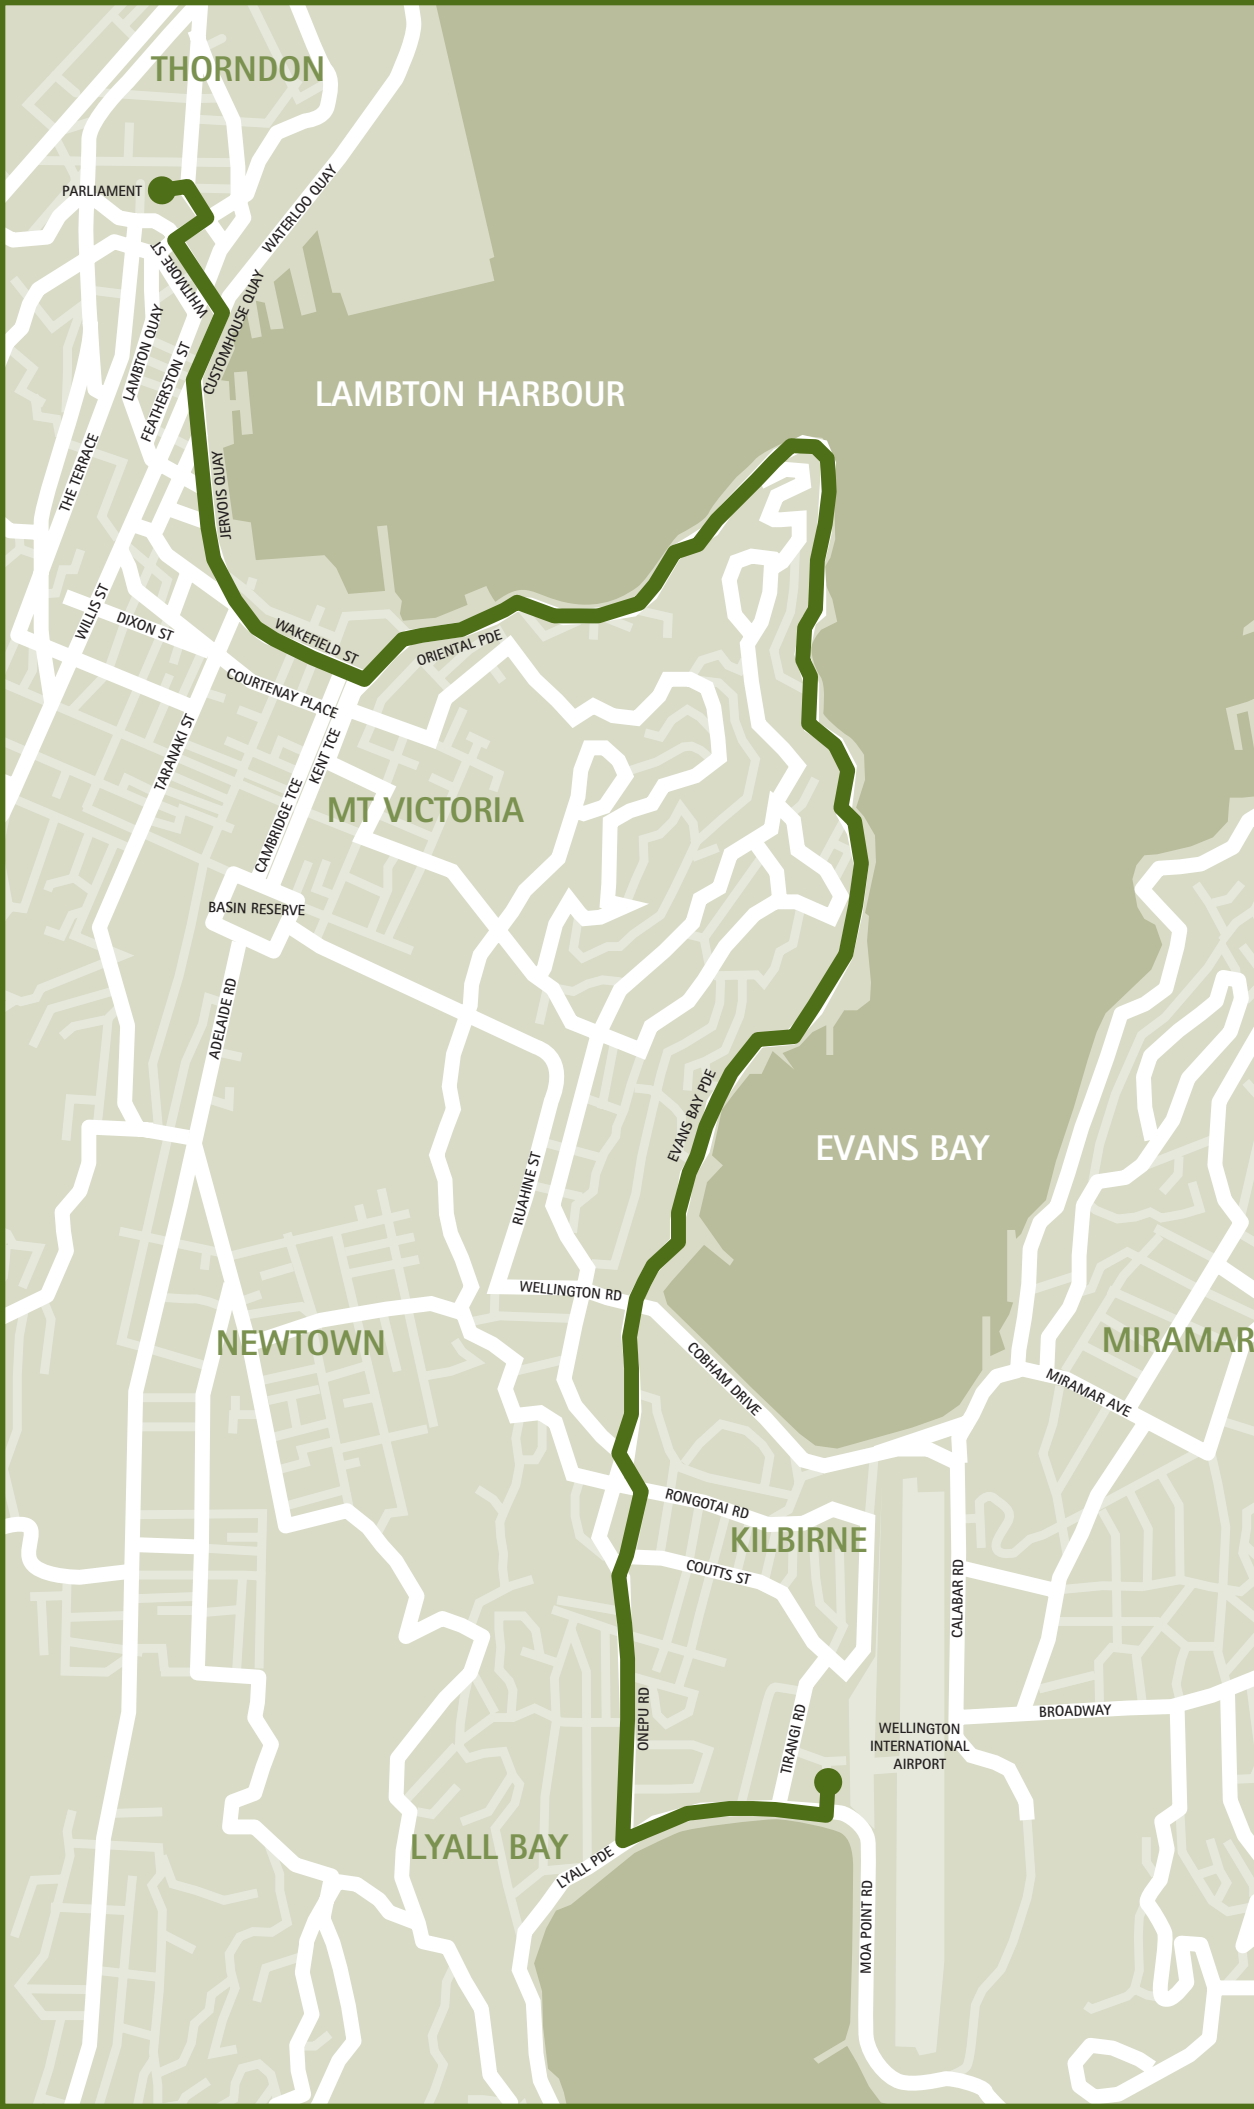 THORNDON
PARLIAMENT
WATERLOO QUAY
WHITMORE ST
CUSTOMHOUSE QUAY
LAMBTON QUAY
FEATHERSTON ST
LAMBTON HARBOUR
THE TERRACE
JERVOIS QUAY
WILLIS ST
DIXON ST
WAKEFIELD ST
ORIENTAL PDE
COURTENAY PLACE
TARANAKI ST
KENT TCE
CAMBRIDGE TCE
MT VICTORIA
BASIN RESERVE
ADELAIDE RD
EVANS BAY PDE
EVANS BAY
RUAHINE ST
WELLINGTON RD
NEWTOWN
COBHAM DRIVE
MIRAMAR
MIRAMAR AVE
RONGOTAI RD
KILBIRNE
COUTTS ST
CALABAR RD
ONEPU RD
TIRANGI RD
BROADWAY
WELLINGTON
INTERNATIONAL
AIRPORT
LYALL BAY
LYALL PDE
MOA POINT RD